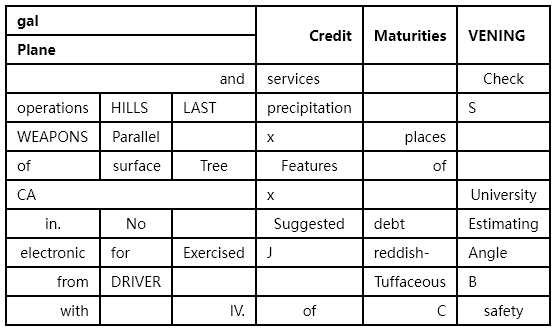 gal Credit Maturities VENING
Plane
and services Check
operations HILLS LAST precipitation S
WEAPONS Parallel x places
of surface Tree Features of
CA x University
in. No Suggested debt Estimating
electronic for Exercised J reddish- Angle
from DRIVER Tuffaceous B
with IV. of C safety